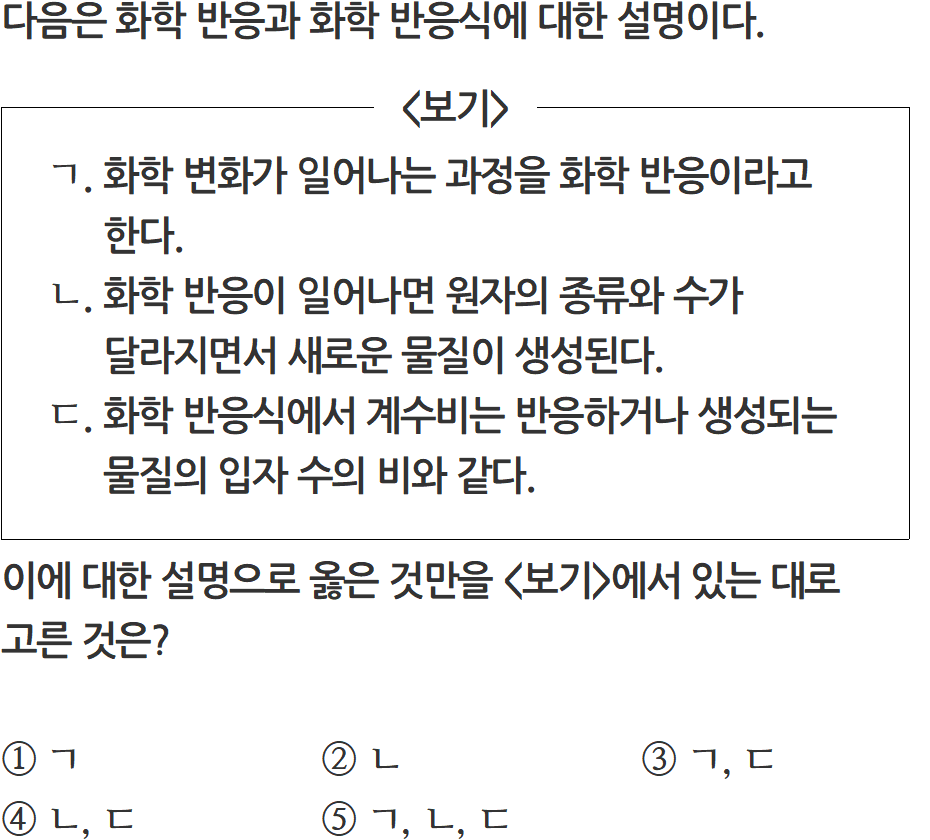 다음은 화학 반응과 화학 반응식에 대한 설명이다.
<보기>
ㄱ. 화학 변화가 일어나는 과정을 화학 반응이라고
한다.
ㄴ. 화학 반응이 일어나면 원자의 종류와 수가
달라지면서 새로운 물질이 생성된다.
ㄷ. 화학 반응식에서 계수비는 반응하거나 생성되는
물질의 입자 수의 비와 같다.
이에 대한 설명으로 옳은 것만을 <보기>에서 있는 대로
고른 것은?
① ㄱ ② ㄴ ③ ㄱ, ㄷ
④ ㄴ, ㄷ ⑤ ㄱ, ㄴ, ㄷ